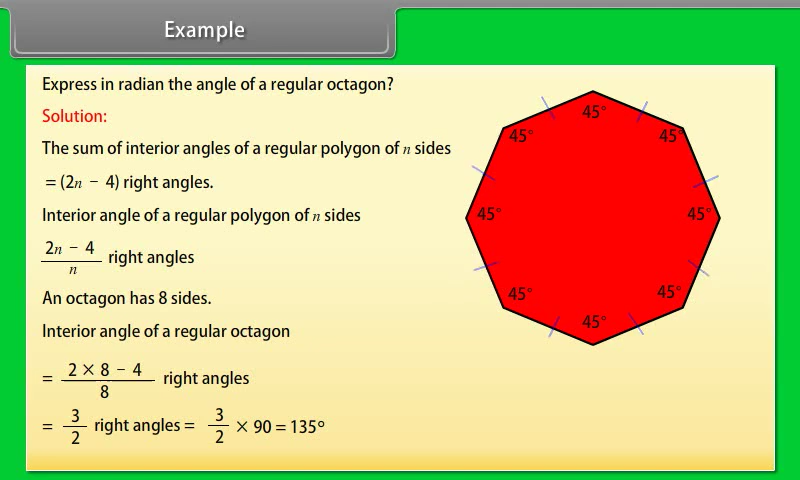 Example
Express in radian the angle of a regular octagon?
Solution:
The sum of interior angles of a regular polygon of n sides
= (2n − 4) right angles.
Interior angle of a regular polygon of n sides
2n − 4
n
right angles
An octagon has 8 sides.
Interior angle of a regular octagon
= 2 × 8 − 4 / 8 right angles
= 3/2 right angles = 3/2 × 90 = 135°
45°
45°
45°
45°
45°
45°
45°
45°